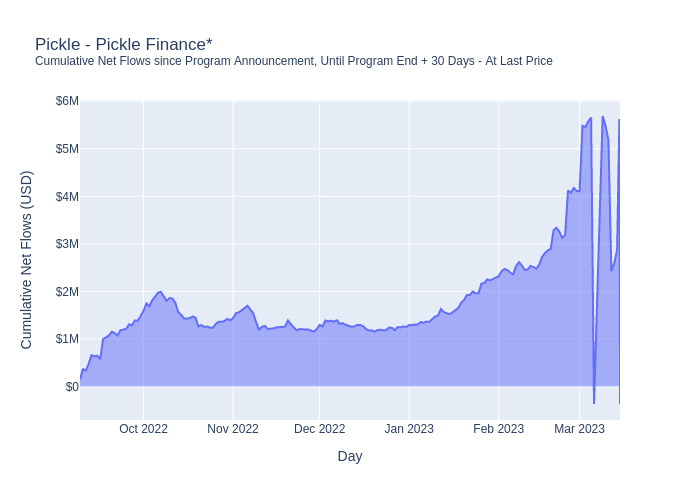 Pickle - Pickle Finance*
Cumulative Net Flows since Program Announcement, Until Program End + 30 Days - At Last Price
Cumulative Net Flows (USD)
$6M
$5M
$4M
$3M
$2M
$1M
$0
Oct 2022 Nov 2022 Dec 2022 Jan 2023 Feb 2023 Mar 2023
Day